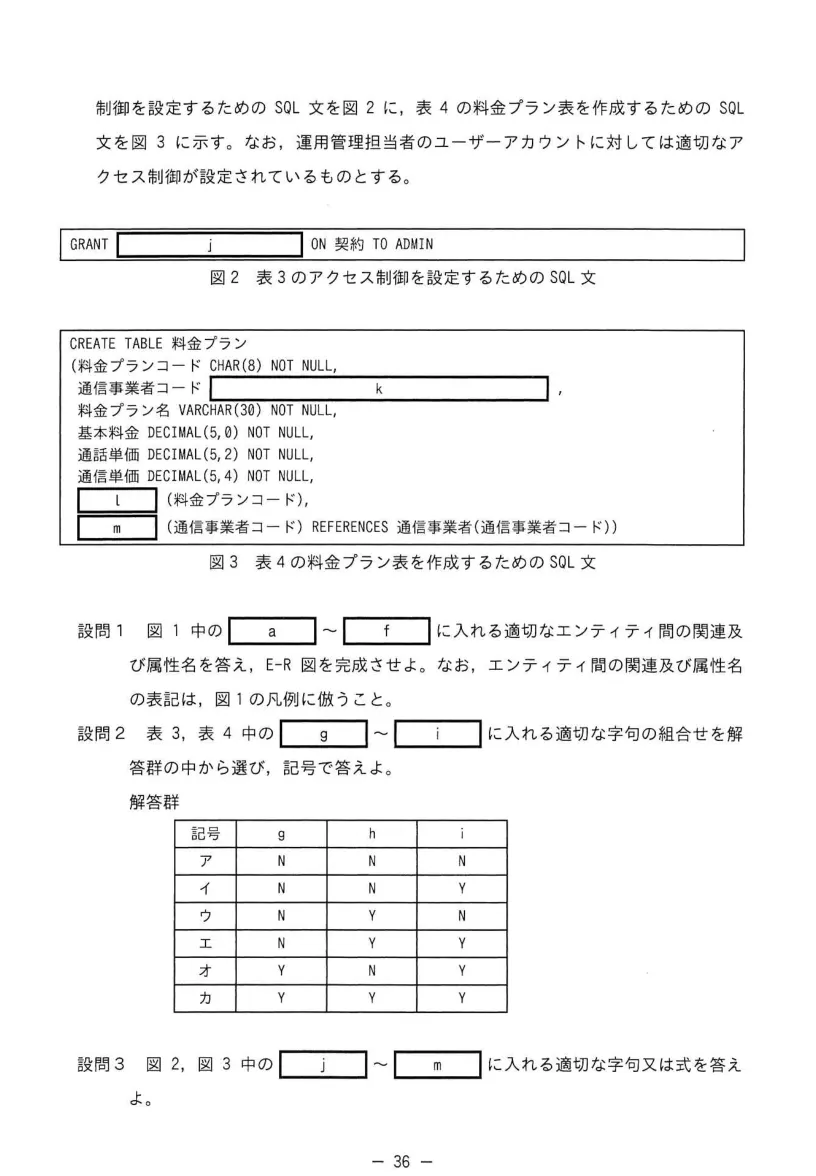 制御を設定するための SQL 文を図 2 に，表 4 の料金プラン表を作成するための SQL
文を図 3 に示す。なお，運用管理担当者のユーザーアカウントに対しては適切なア
クセス制御が設定されているものとする。
GRANT j ON 契約 TO ADMIN
図2 表3のアクセス制御を設定するための SQL 文
CREATE TABLE 料金プラン
(料金プランコード CHAR(8) NOT NULL,
通信事業者コード k ,
料金プラン名 VARCHAR(30) NOT NULL,
基本料金 DECIMAL(5,0) NOT NULL,
通話単価 DECIMAL(5,2) NOT NULL,
通信単価 DECIMAL(5,4) NOT NULL,
l (料金プランコード),
m (通信事業者コード) REFERENCES 通信事業者(通信事業者コード))
図3 表4の料金プラン表を作成するための SQL 文
設問1 図 1 中の a ～ f に入れる適切なエンティティ間の関連及
び属性名を答え，E-R 図を完成させよ。なお，エンティティ間の関連及び属性名
の表記は，図1の凡例に倣うこと。
設問2 表 3，表 4 中の g ～ i に入れる適切な字句の組合せを解
答群の中から選び，記号で答えよ。
解答群
記号 g h i
ア N N N
イ N N Y
ウ N Y N
エ N Y Y
オ Y N Y
カ Y Y Y
設問3 図 2，図 3 中の j ～ m に入れる適切な字句又は式を答え
よ。
－ 36 －